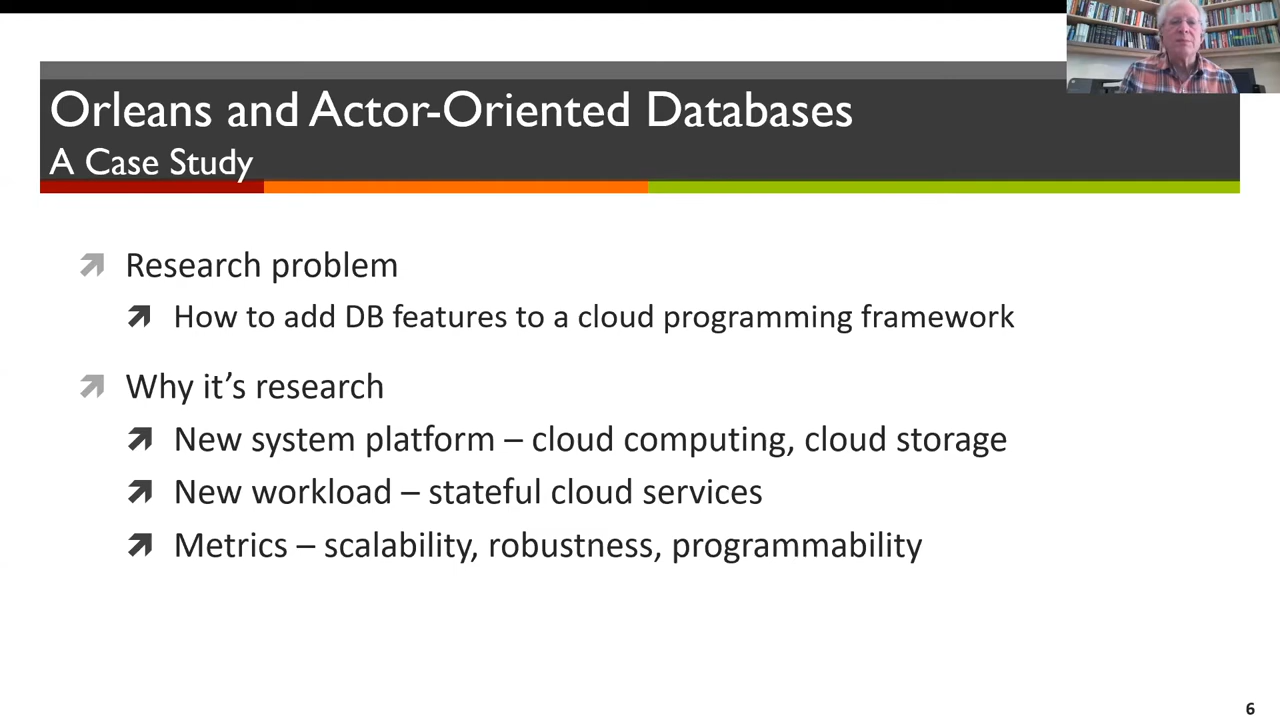 Orleans and Actor-Oriented Databases
A Case Study
Research problem
How to add DB features to a cloud programming framework
Why it’s research
New system platform – cloud computing, cloud storage
New workload – stateful cloud services
Metrics – scalability, robustness, programmability
6